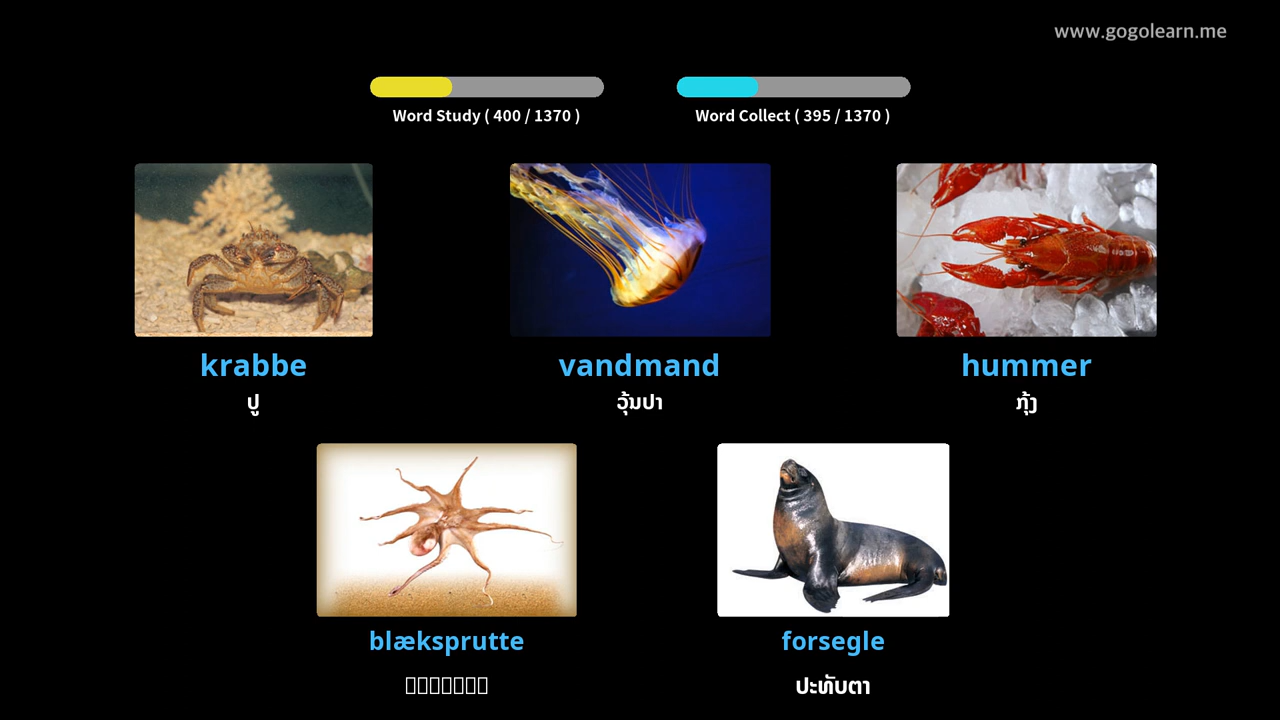 www.gogolearn.me
Word Study ( 400 / 1370 )
Word Collect ( 395 / 1370 )
krabbe
vandmand
hummer
ປູ
ວຸ້ນປາ
ກຸ້ງ
blæksprutte
forsegle
ປະທັບຕາ